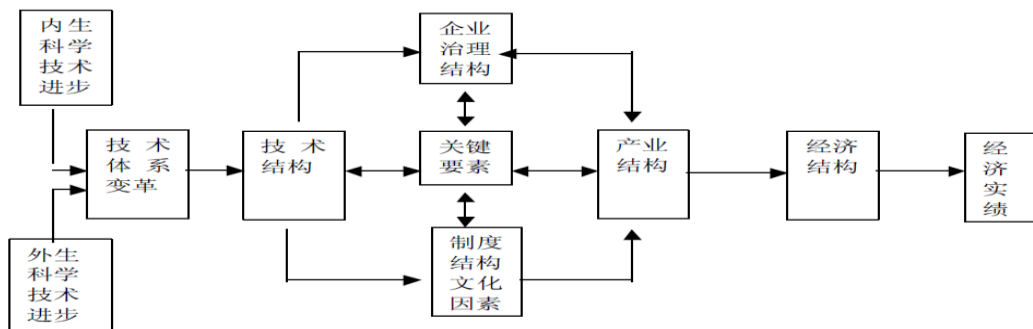 内生
科学
技术
进步
外生
科学
技术
进步
技术
体系
变革
技术
结构
企业
治理
结构
关键
要素
制度
结构
文化
因素
产业
结构
经济
结构
经
济
实
绩